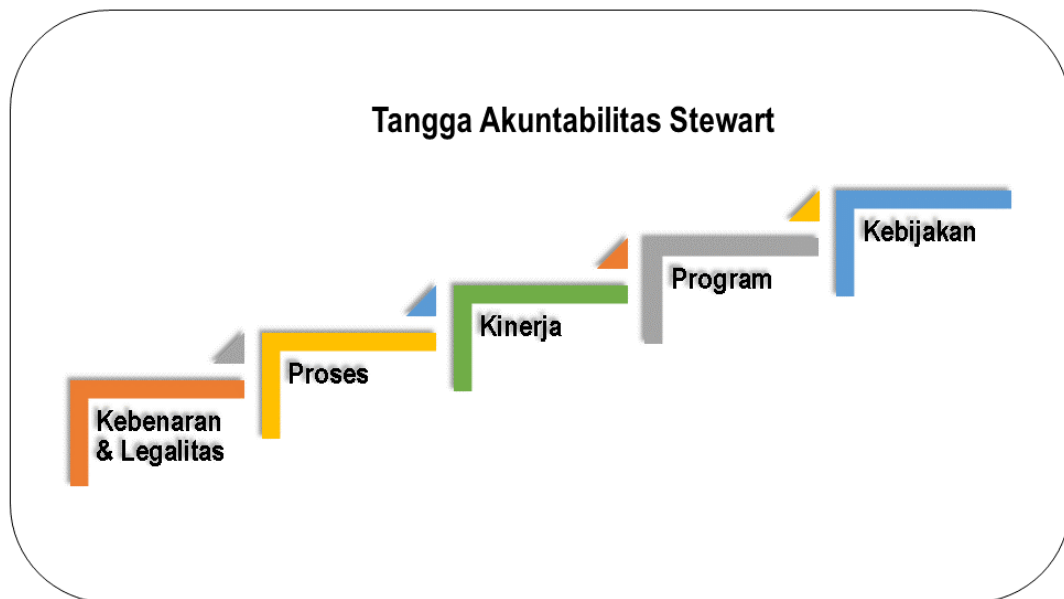 Tangga Akuntabilitas Stewart
Kebenaran
& Legalitas
Proses
Kinerja
Program
Kebijakan